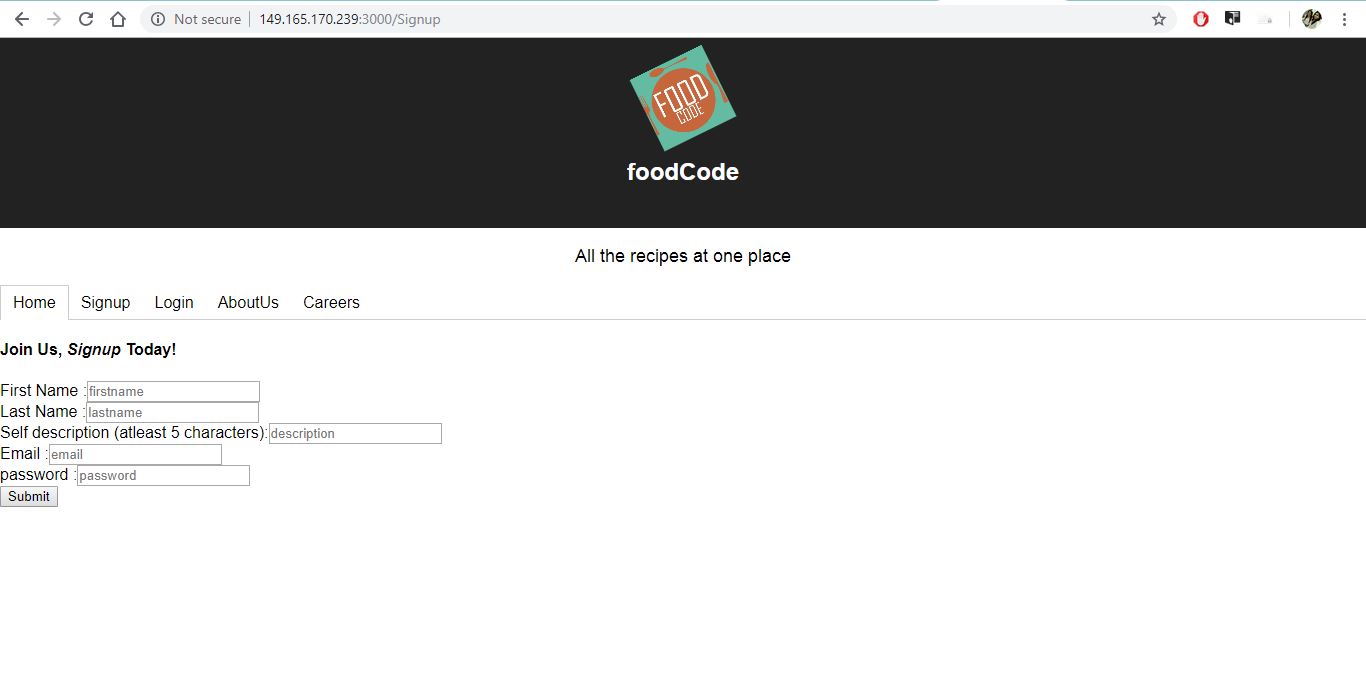 Not secure 149.165.170.239:3000/Signup
FOOD
CODE
foodCode
All the recipes at one place
Home Signup Login AboutUs Careers
Join Us, Signup Today!
First Name :firstname
Last Name :lastname
Self description (atleast 5 characters):description
Email :email
password :password
Submit